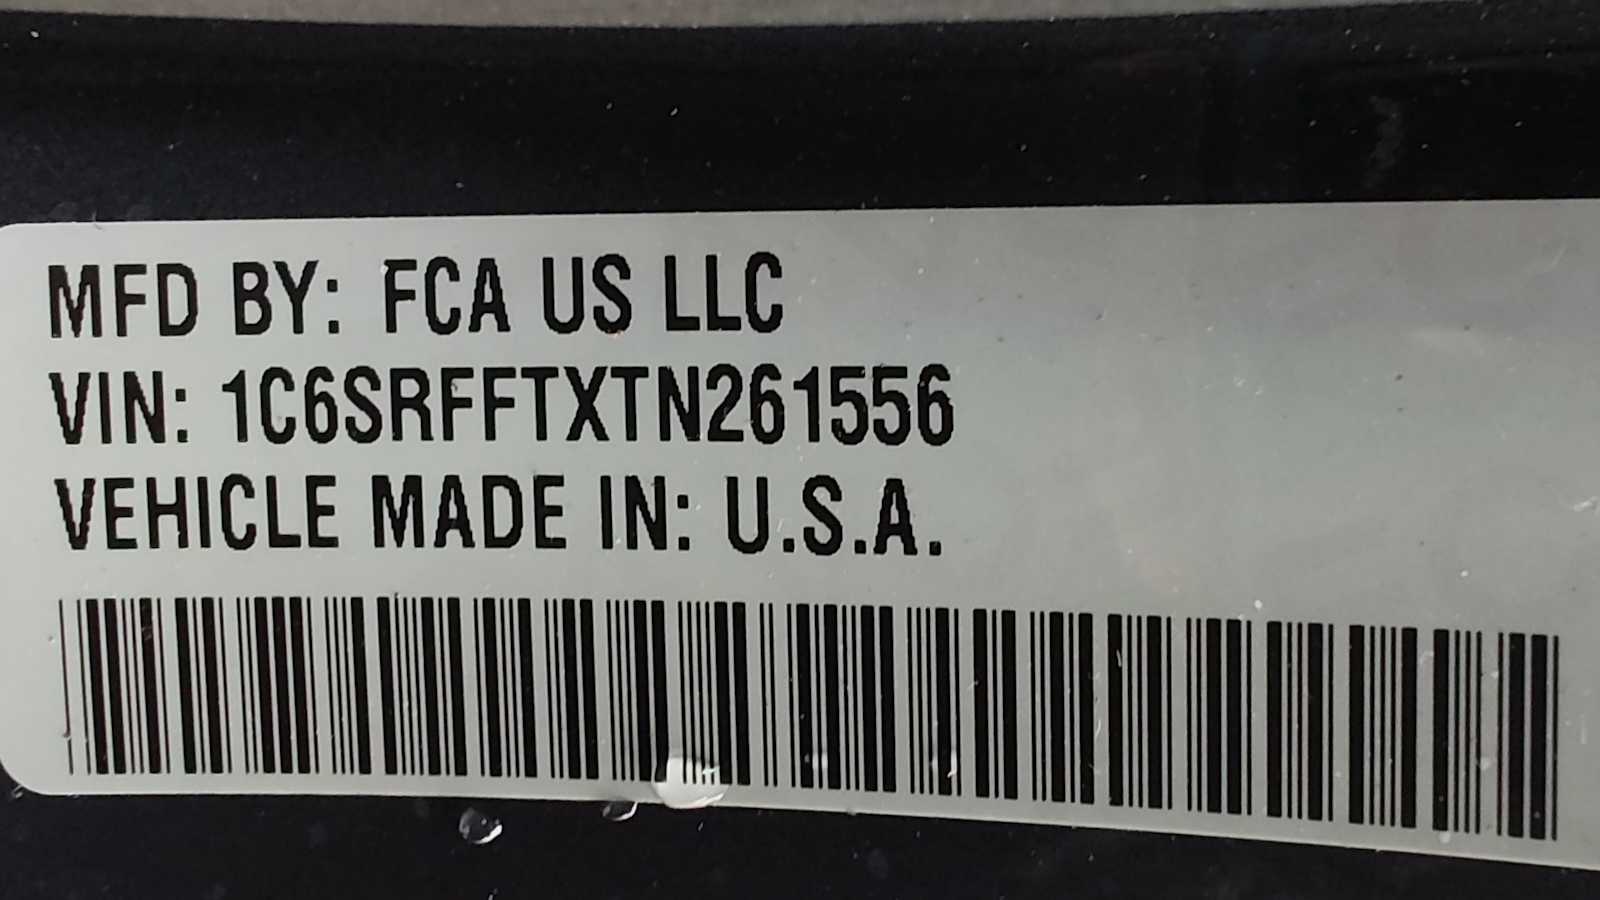 MFD BY: FCA US LLC
VIN: 1C6SRFFTXTN261556
VEHICLE MADE IN: U.S.A.